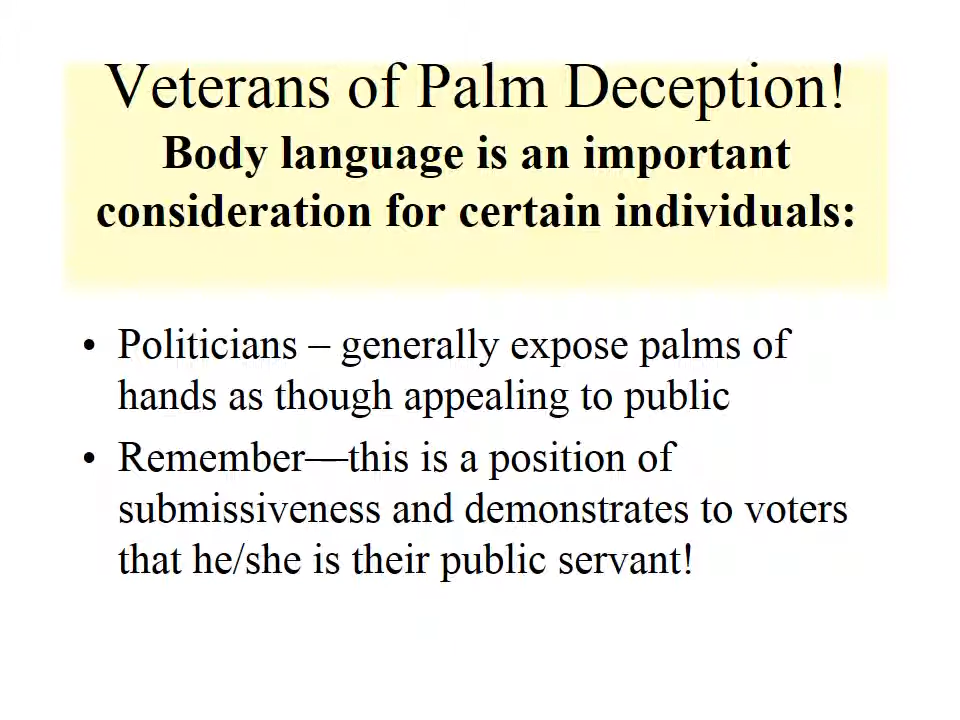 Veterans of Palm Deception!
Body language is an important
consideration for certain individuals:
• Politicians – generally expose palms of
hands as though appealing to public
• Remember—this is a position of
submissiveness and demonstrates to voters
that he/she is their public servant!